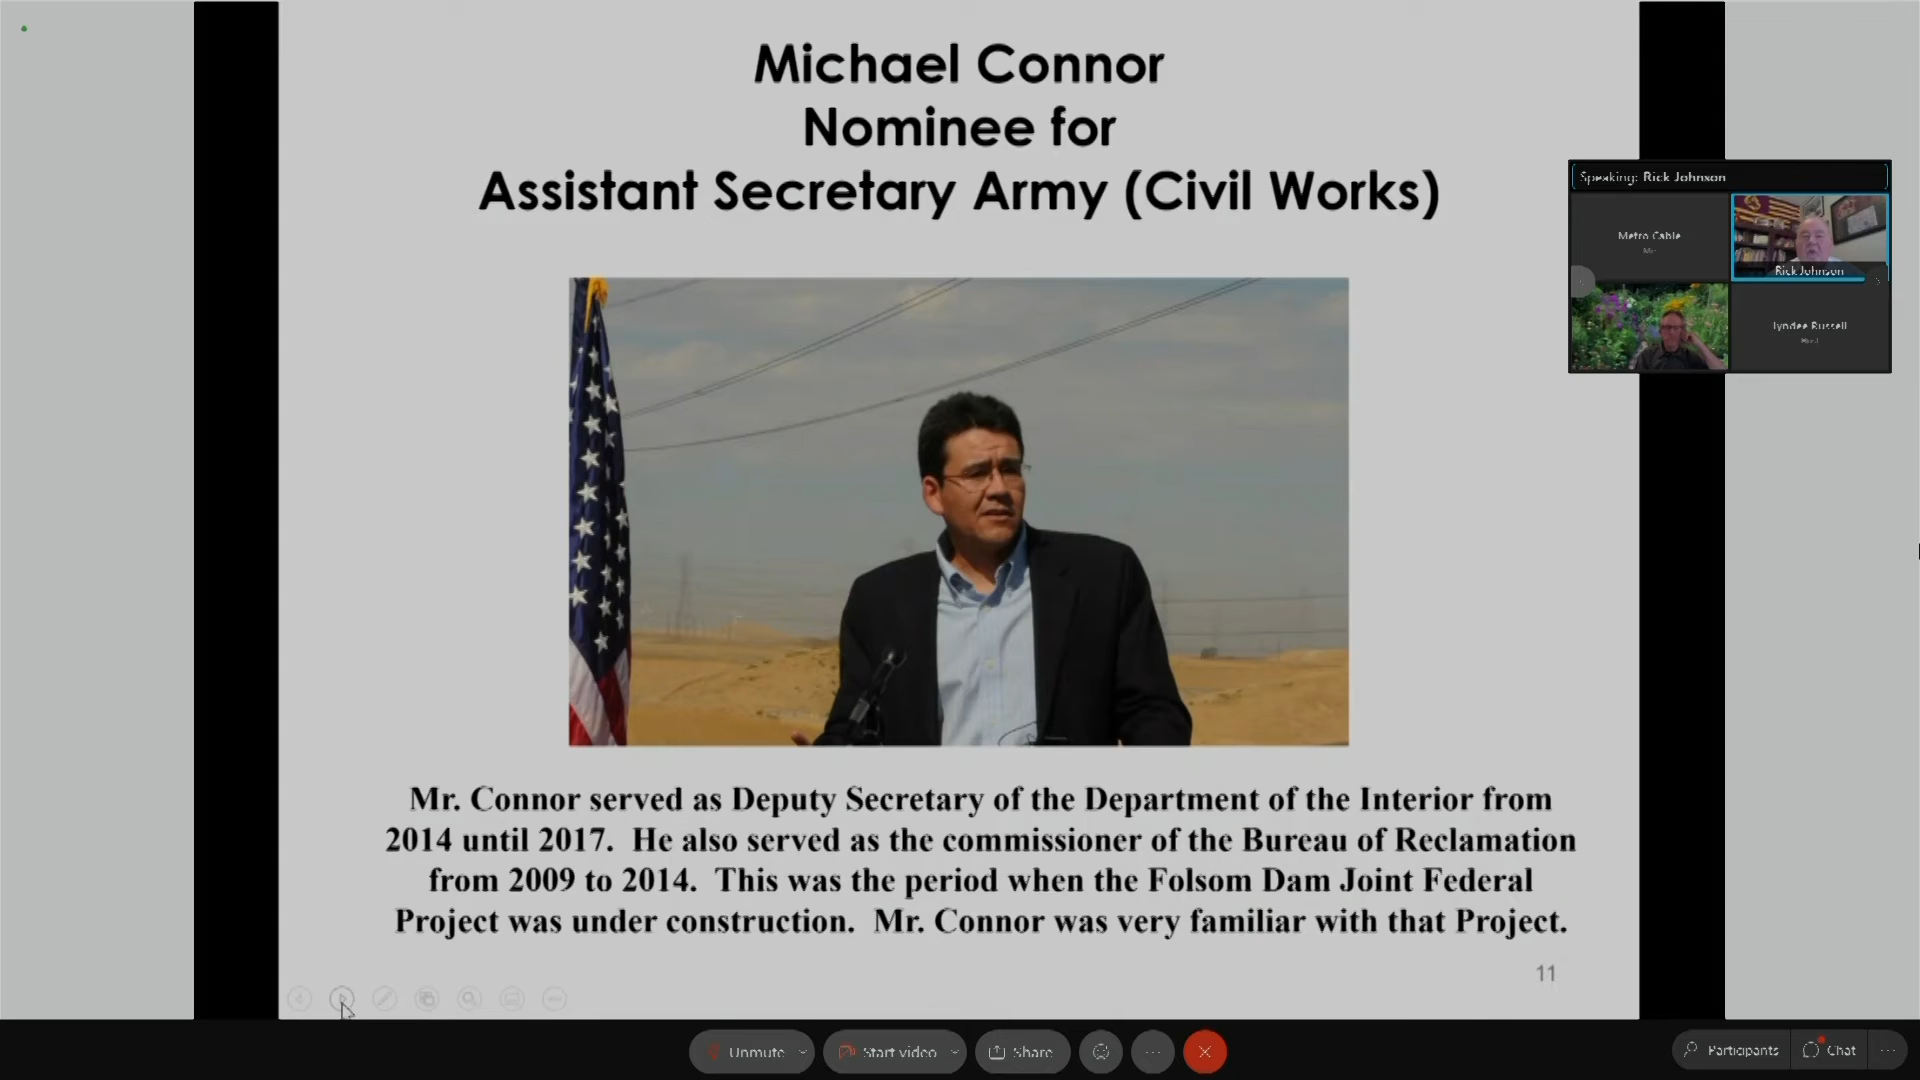 Michael Connor
Nominee for
Assistant Secretary Army (Civil Works)
Speaking: Rick Johnson
Metro Cable
Rick Johnson
Lyndee Russell
Mr. Connor served as Deputy Secretary of the Department of the Interior from
2014 until 2017. He also served as the commissioner of the Bureau of Reclamation
from 2009 to 2014. This was the period when the Folsom Dam Joint Federal
Project was under construction. Mr. Connor was very familiar with that Project.
11
Unmute
Start video
Share
Participants
Chat